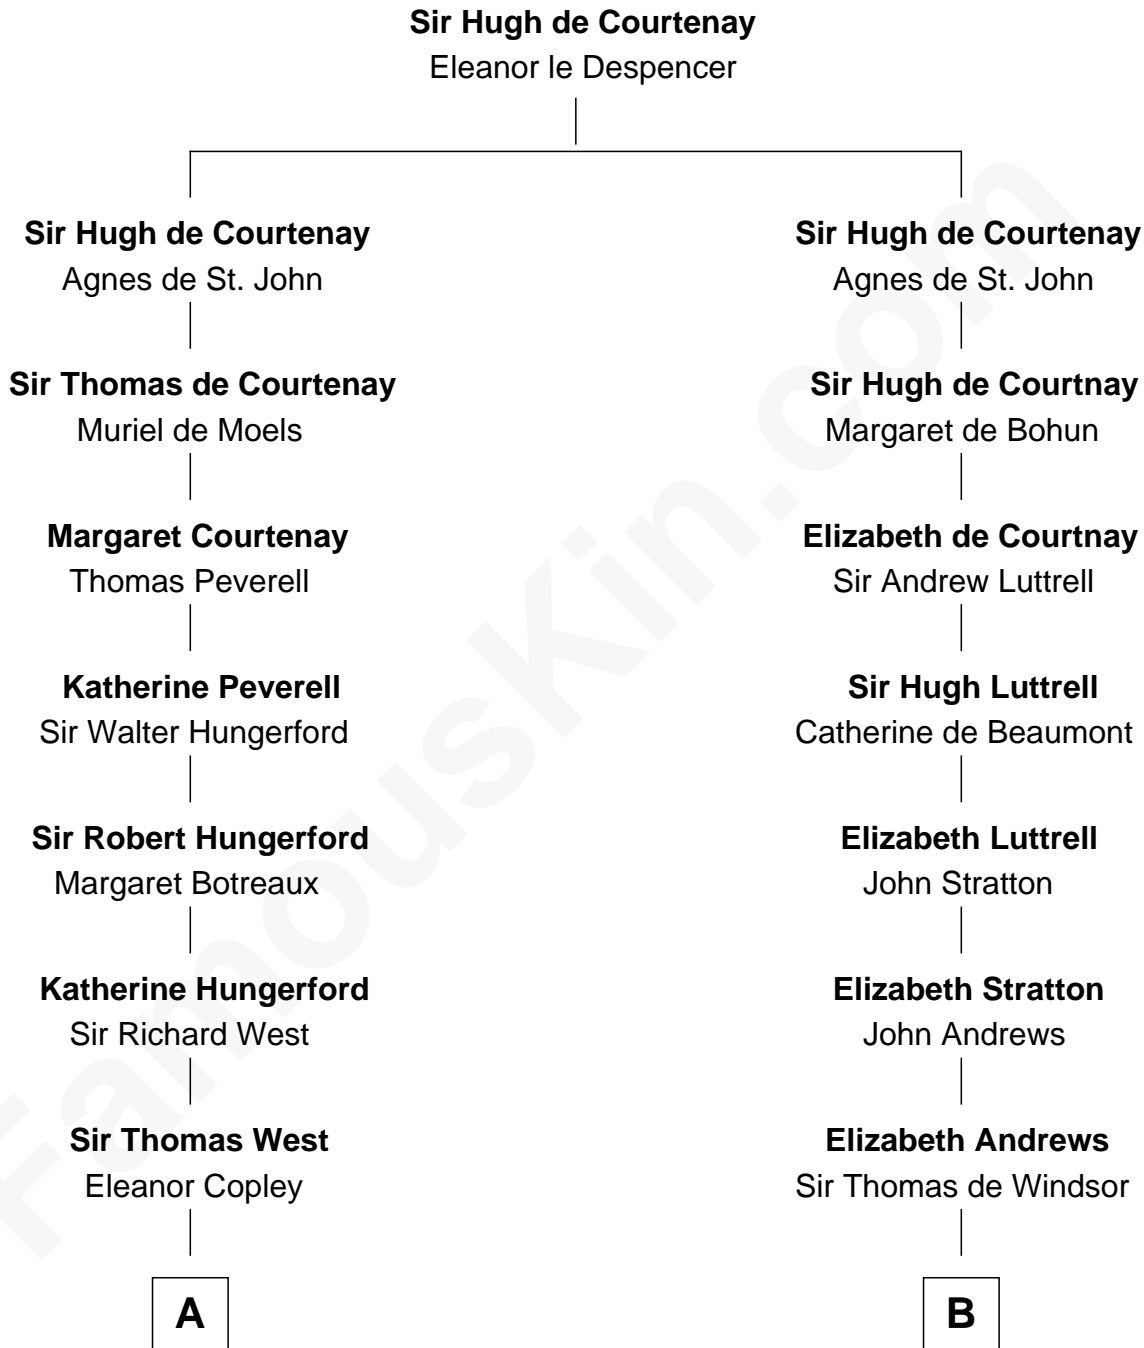 Sir Hugh de Courtenay
Eleanor le Despencer
Sir Hugh de Courtenay
Agnes de St. John
Sir Thomas de Courtenay
Muriel de Moels
Margaret Courtenay
Thomas Peverell
Katherine Peverell
Sir Walter Hungerford
Sir Robert Hungerford
Margaret Botreaux
Katherine Hungerford
Sir Richard West
Sir Thomas West
Eleanor Copley
A
Sir Hugh de Courtenay
Agnes de St. John
Sir Hugh de Courtnay
Margaret de Bohun
Elizabeth de Courtnay
Sir Andrew Luttrell
Sir Hugh Luttrell
Catherine de Beaumont
Elizabeth Luttrell
John Stratton
Elizabeth Stratton
John Andrews
Elizabeth Andrews
Sir Thomas de Windsor
B
FamousKin.com